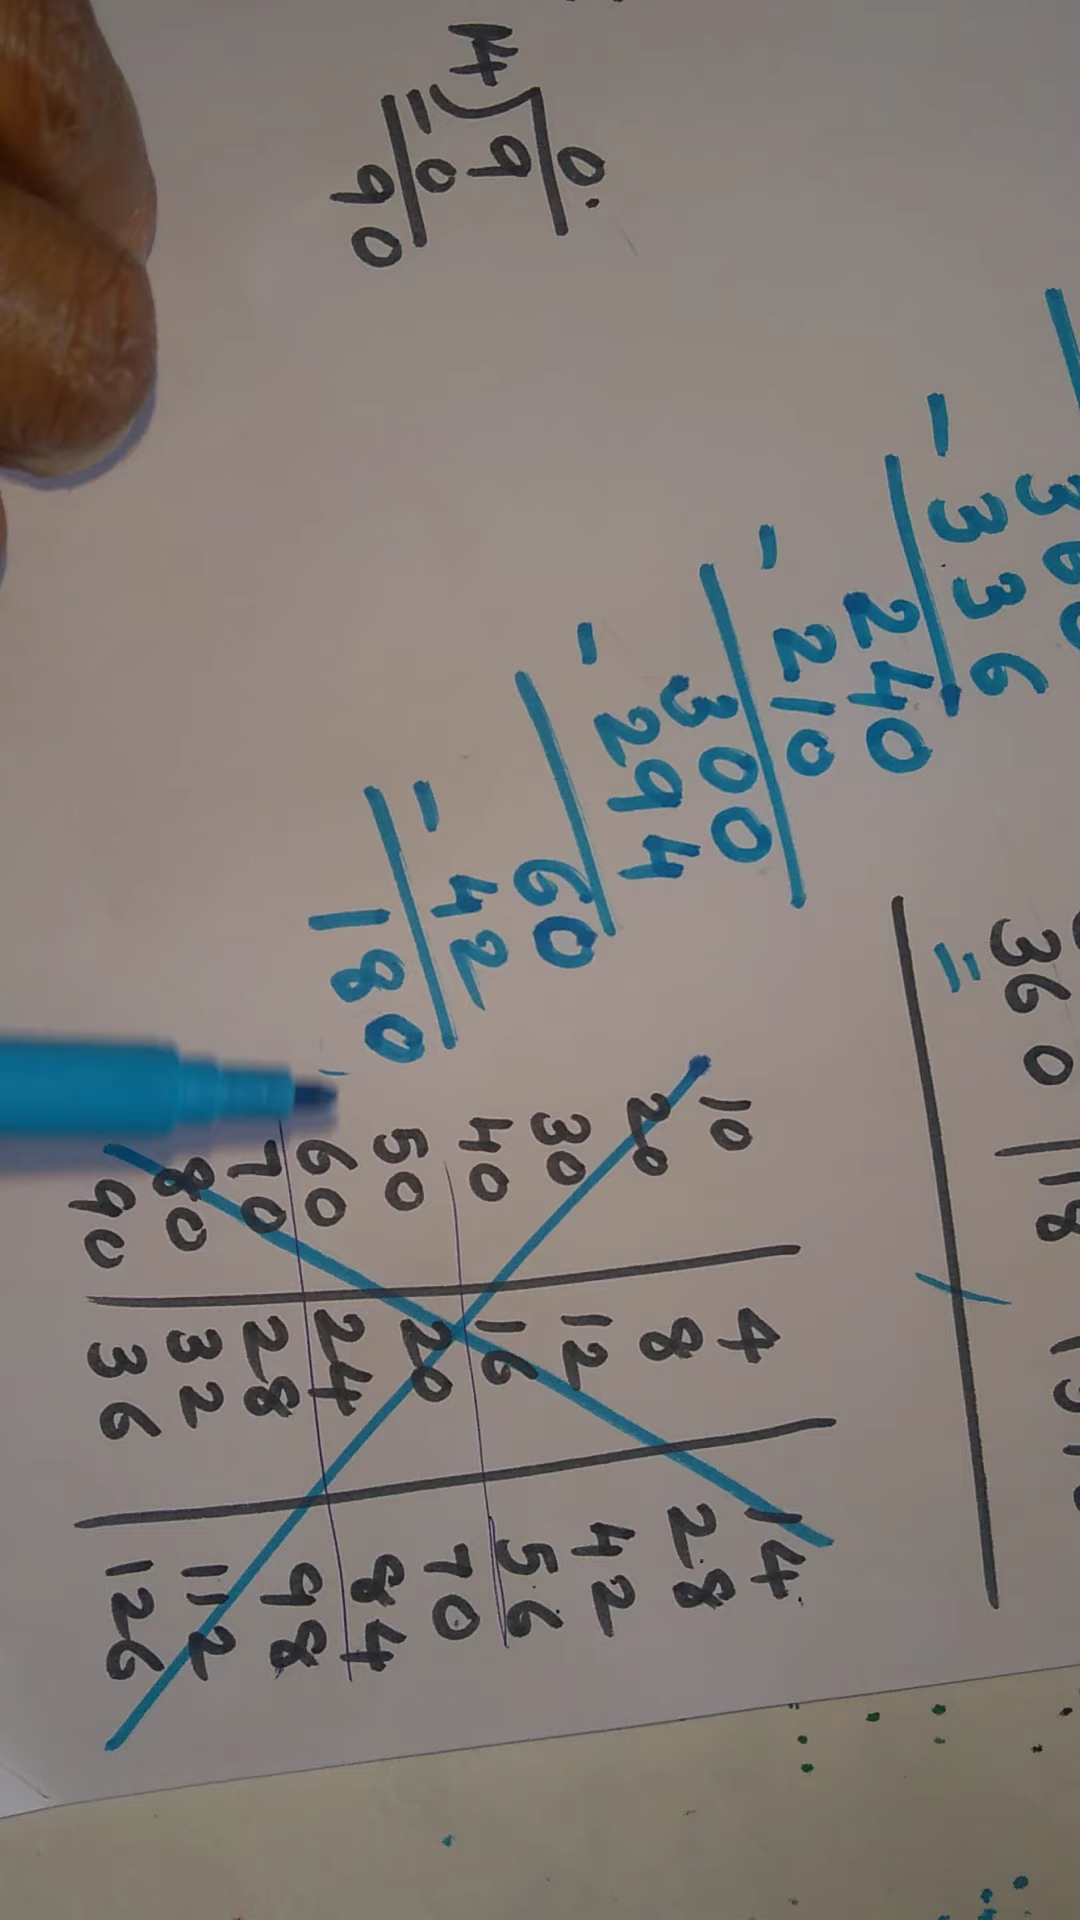 0.
14)9
- 0
90
- 336
240
- 210
300
- 294
60
- 42
180
360
=
18
10 4 14
20 8 28
30 12 42
40 16 56
50 20 70
60 24 84
70 28 98
80 32 112
90 36 126